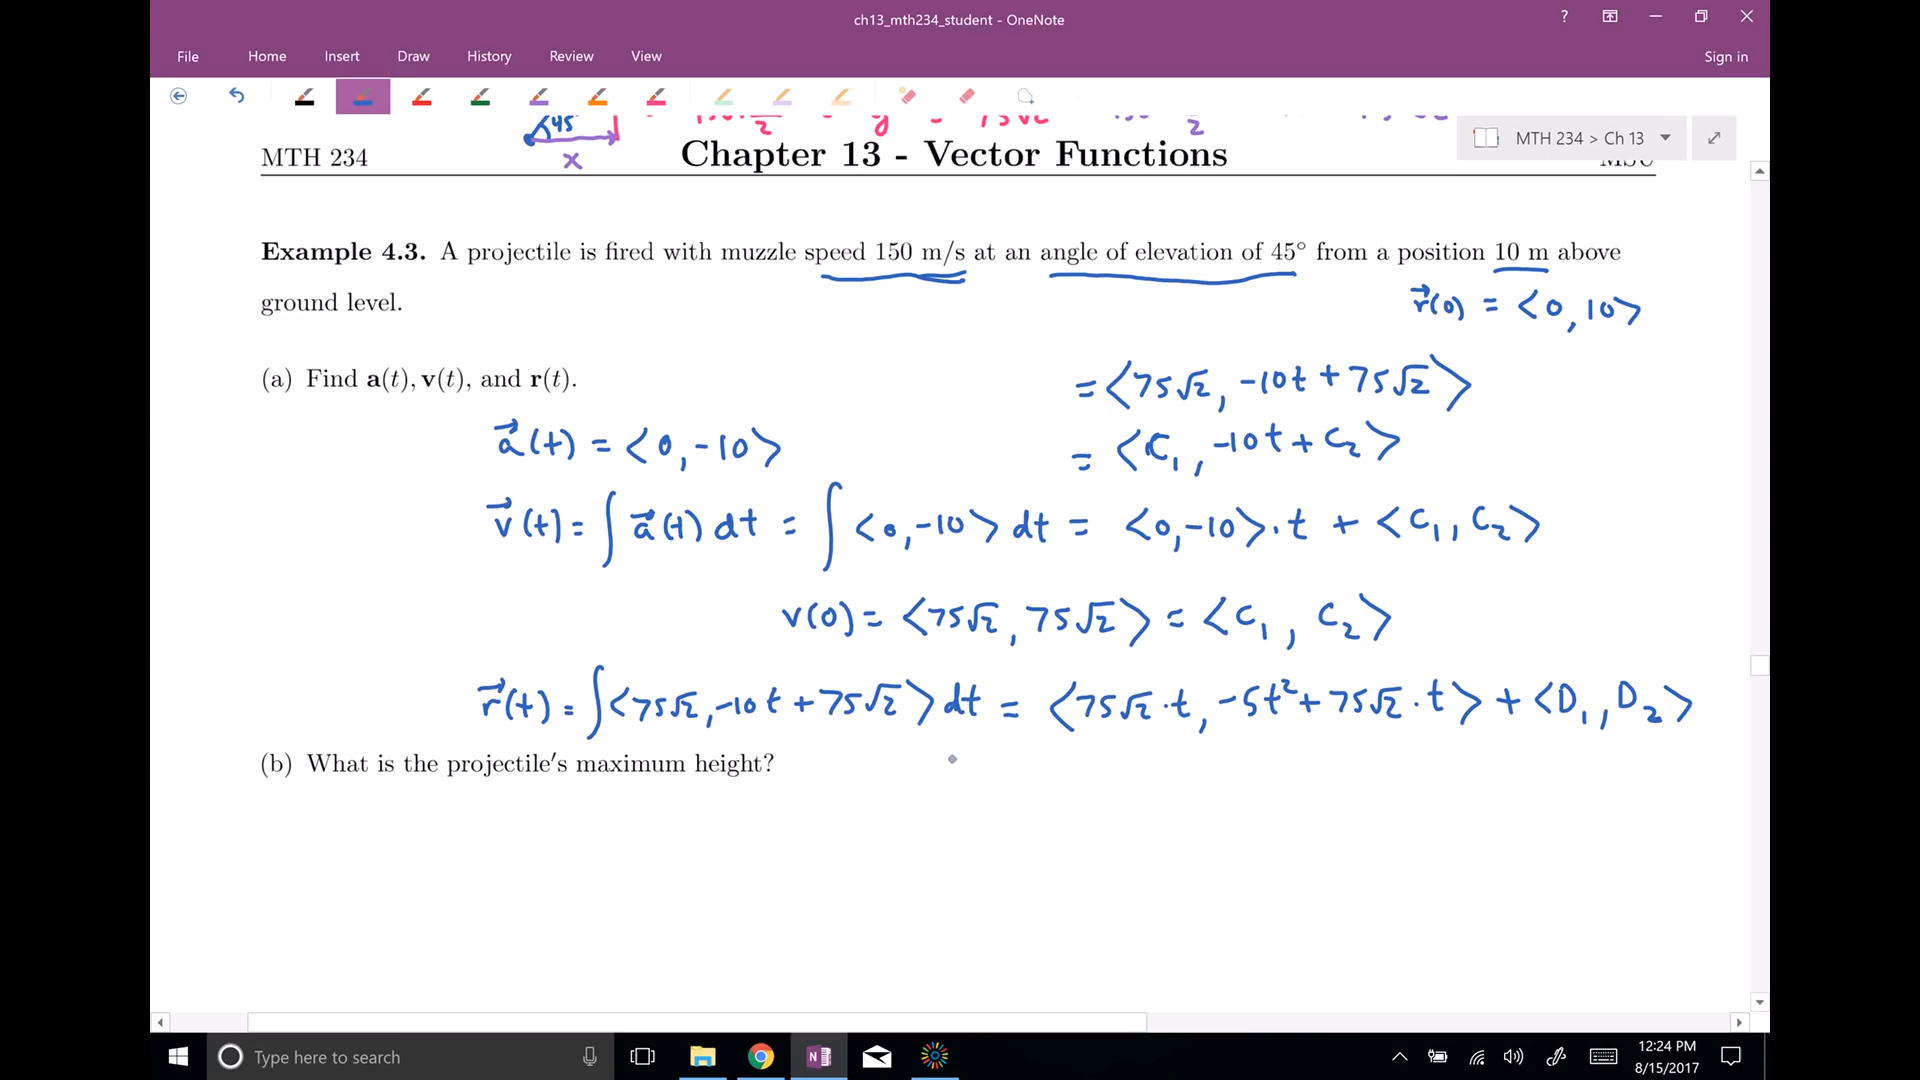 ch13_mth234_student - OneNote
?
File Home Insert Draw History Review View Sign in
45°
x
MTH 234 > Ch 13
MTH 234 Chapter 13 - Vector Functions MSU
Example 4.3. A projectile is fired with muzzle speed 150 m/s at an angle of elevation of 45° from a position 10 m above
ground level.
r⃗(0) = <0, 10>
(a) Find a(t), v(t), and r(t).
= <75√2, -10t + 75√2>
a⃗(t) = <0, -10>
= <C₁, -10t + C₂>
v⃗(t) = ∫ a⃗(t) dt = ∫ <0, -10> dt = <0, -10>·t + <C₁, C₂>
v(0) = <75√2, 75√2> = <C₁, C₂>
r⃗(t) = ∫<75√2, -10t + 75√2> dt = <75√2·t, -5t² + 75√2·t> + <D₁, D₂>
(b) What is the projectile′s maximum height?
Type here to search
12:24 PM
8/15/2017